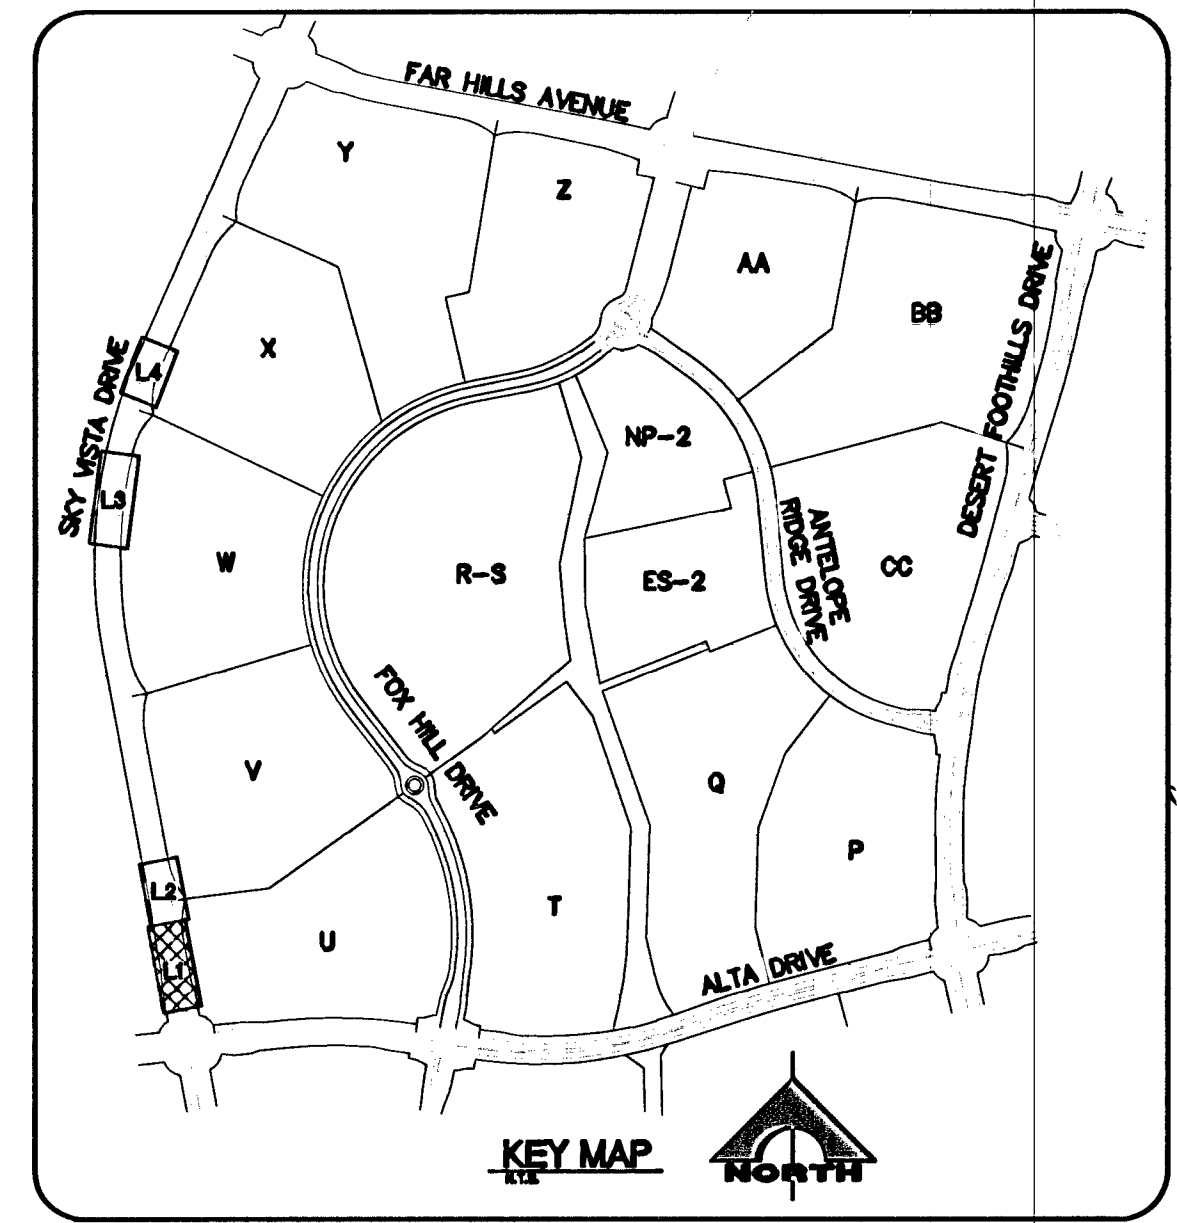 FAR HILLS AVENUE
Y
Z
AA
BB
X
L4
SKY VISTA DRIVE
DESERT FOOTHILLS DRIVE
NP-2
L3
W
R-S
ES-2
ANTELOPE
RIDGE DRIVE
CC
FOX HILL DRIVE
V
Q
P
L2
T
U
L1
ALTA DRIVE
KEY MAP
N.T.S.
NORTH